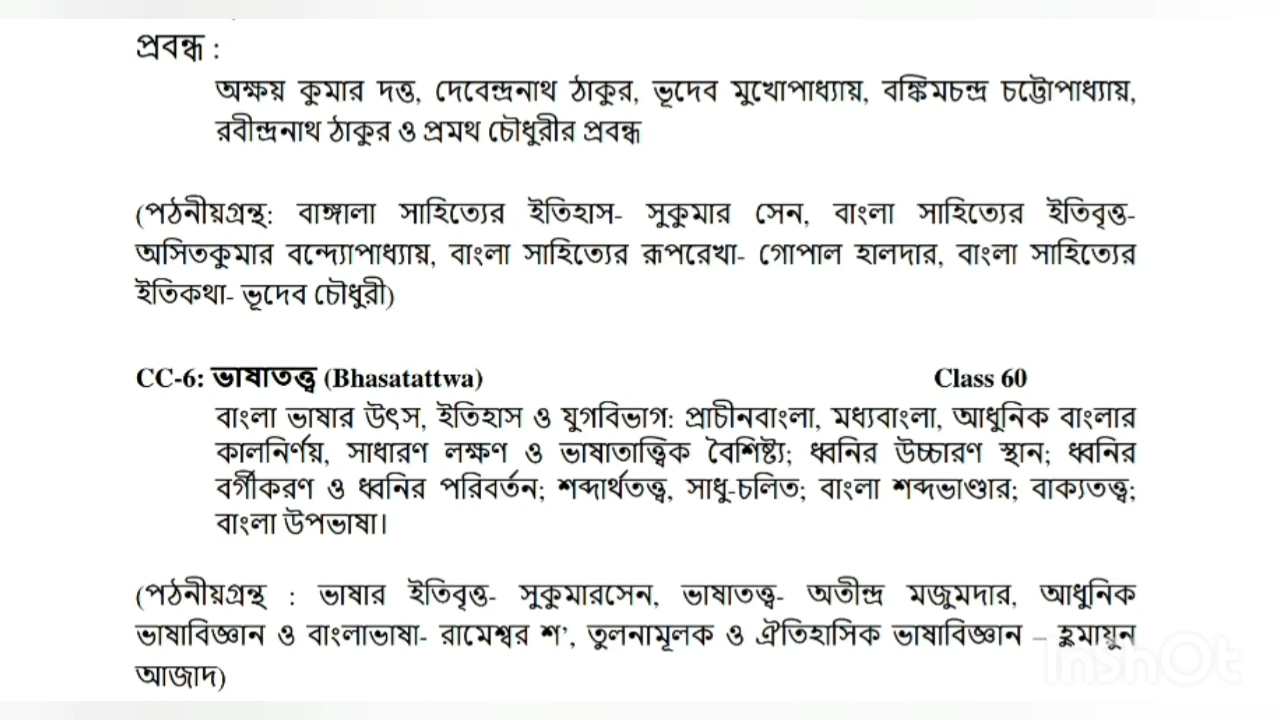 প্রবন্ধ :
অক্ষয় কুমার দত্ত, দেবেন্দ্রনাথ ঠাকুর, ভূদেব মুখোপাধ্যায়, বঙ্কিমচন্দ্র চট্টোপাধ্যায়,
রবীন্দ্রনাথ ঠাকুর ও প্রমথ চৌধুরীর প্রবন্ধ
(পঠনীয়গ্রন্থ: বাঙ্গালা সাহিত্যের ইতিহাস- সুকুমার সেন, বাংলা সাহিত্যের ইতিবৃত্ত-
অসিতকুমার বন্দ্যোপাধ্যায়, বাংলা সাহিত্যের রূপরেখা- গোপাল হালদার, বাংলা সাহিত্যের
ইতিকথা- ভূদেব চৌধুরী)
CC-6: ভাষাতত্ত্ব (Bhasatattwa) Class 60
বাংলা ভাষার উৎস, ইতিহাস ও যুগবিভাগ: প্রাচীনবাংলা, মধ্যবাংলা, আধুনিক বাংলার
কালনির্ণয়, সাধারণ লক্ষণ ও ভাষাতাত্ত্বিক বৈশিষ্ট্য; ধ্বনির উচ্চারণ স্থান; ধ্বনির
বর্গীকরণ ও ধ্বনির পরিবর্তন; শব্দার্থতত্ত্ব, সাধু-চলিত; বাংলা শব্দভাণ্ডার; বাক্যতত্ত্ব;
বাংলা উপভাষা।
(পঠনীয়গ্রন্থ : ভাষার ইতিবৃত্ত- সুকুমারসেন, ভাষাতত্ত্ব- অতীন্দ্র মজুমদার, আধুনিক
ভাষাবিজ্ঞান ও বাংলাভাষা- রামেশ্বর শ’, তুলনামূলক ও ঐতিহাসিক ভাষাবিজ্ঞান – হুমায়ুন
আজাদ)
InshOt